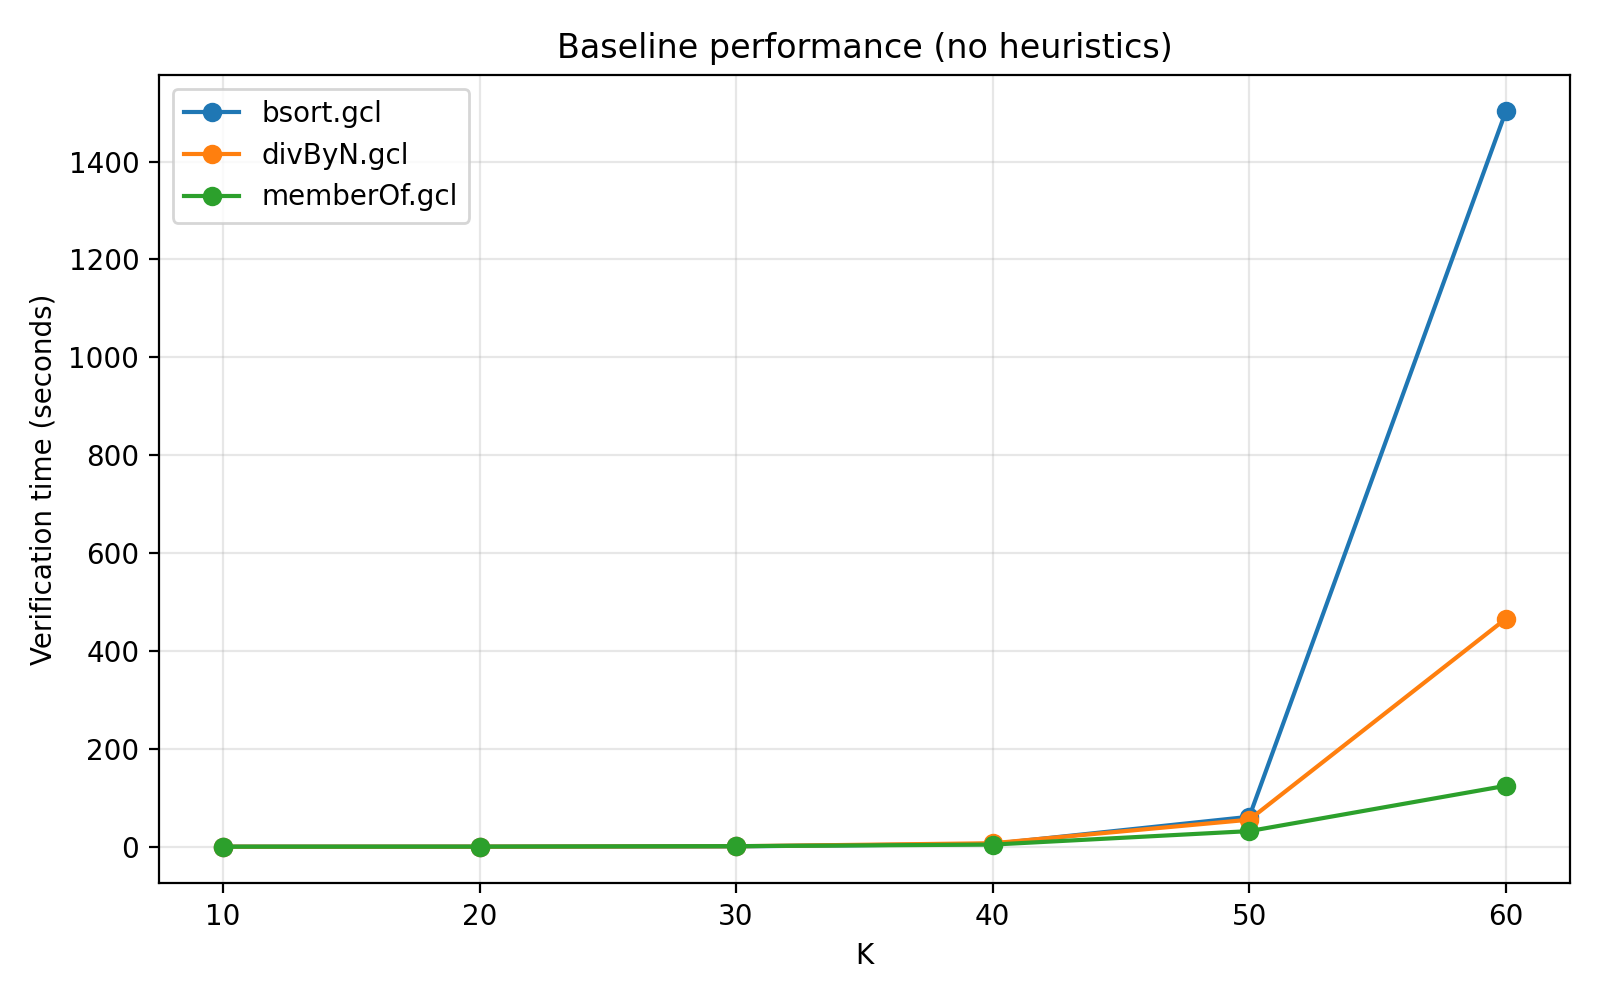 Baseline performance (no heuristics)
bsort.gcl
divByN.gcl
memberOf.gcl
Verification time (seconds)
1400
1200
1000
800
600
400
200
0
10 20 30 40 50 60
K